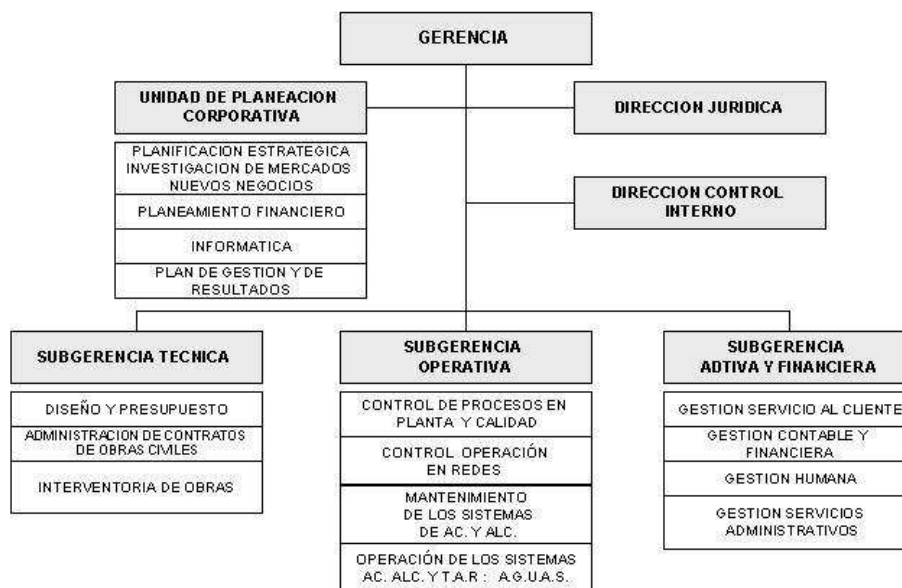 GERENCIA
UNIDAD DE PLANEACION
CORPORATIVA
DIRECCION JURIDICA
PLANIFICACION ESTRATEGICA
INVESTIGACION DE MERCADOS
NUEVOS NEGOCIOS
PLANEAMIENTO FINANCIERO
INFORMATICA
PLAN DE GESTION Y DE
RESULTADOS
DIRECCION CONTROL
INTERNO
SUBGERENCIA TECNICA
DISEÑO Y PRESUPUESTO
ADMINISTRACION DE CONTRATOS
DE OBRAS CIVILES
INTERVENTORIA DE OBRAS
SUBGERENCIA
OPERATIVA
CONTROL DE PROCESOS EN
PLANTA Y CALIDAD
CONTROL OPERACIÓN
EN REDES
MANTENIMIENTO
DE LOS SISTEMAS
DE AC. Y ALC.
OPERACIÓN DE LOS SISTEMAS
AC. ALC. Y T.A.R : A.G.U.A.S.
SUBGERENCIA
ADTIVA Y FINANCIERA
GESTION SERVICIO AL CLIENTE
GESTION CONTABLE Y
FINANCIERA
GESTION HUMANA
GESTION SERVICIOS
ADMINISTRATIVOS